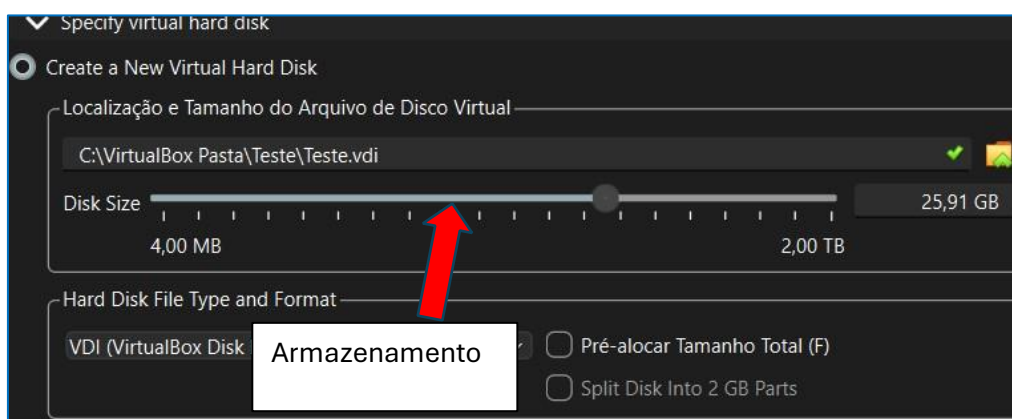 Specify virtual hard disk
Create a New Virtual Hard Disk
Localização e Tamanho do Arquivo de Disco Virtual
C:\VirtualBox Pasta\Teste\Teste.vdi
Disk Size
25,91 GB
4,00 MB
2,00 TB
Hard Disk File Type and Format
VDI (VirtualBox Disk
Armazenamento
Pré-alocar Tamanho Total (F)
Split Disk Into 2 GB Parts